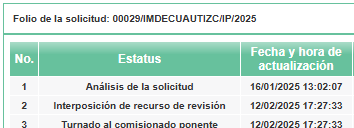 Folio de la solicitud: 00029/IMDECUAUTIZC/IP/2025
No. Estatus Fecha y hora de actualización
1 Análisis de la solicitud 16/01/2025 13:02:07
2 Interposición de recurso de revisión 12/02/2025 17:27:33
3 Turnado al comisionado ponente 12/02/2025 17:27:33